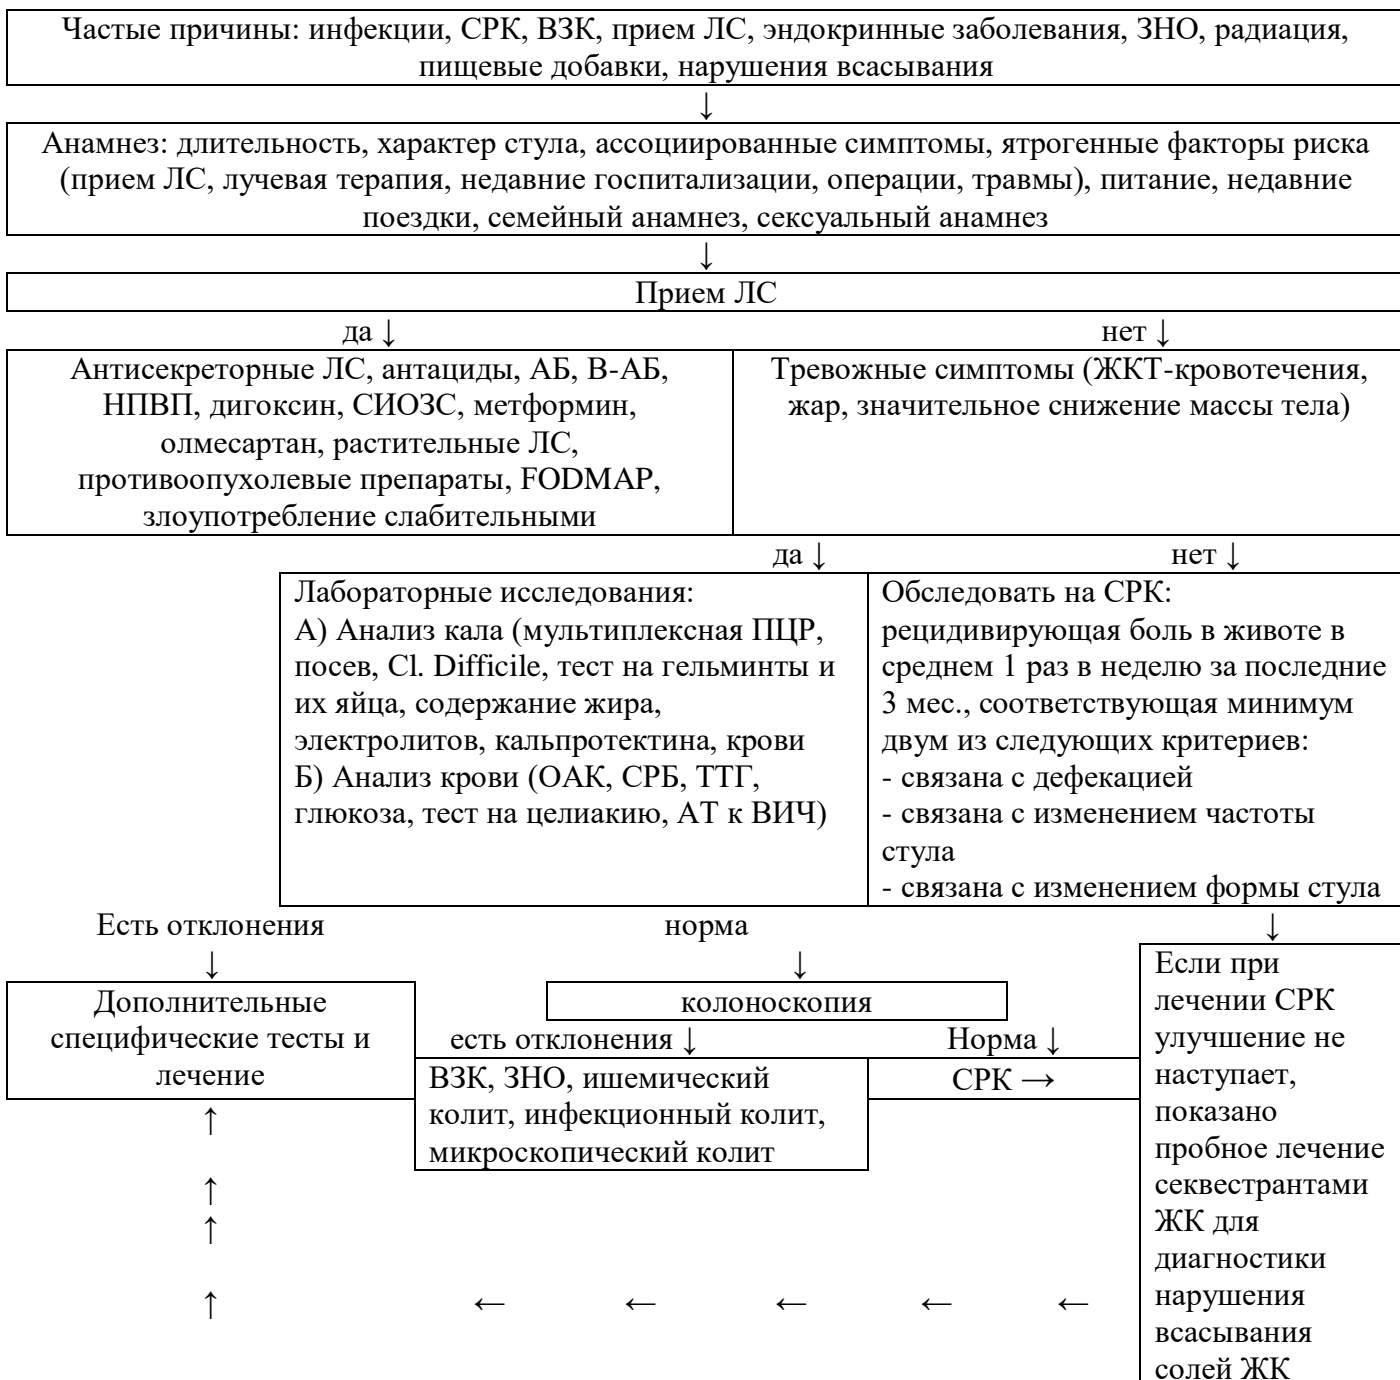 Частые причины: инфекции, СРК, ВЗК, прием ЛС, эндокринные заболевания, ЗНО, радиация,
пищевые добавки, нарушения всасывания
↓
Анамнез: длительность, характер стула, ассоциированные симптомы, ятрогенные факторы риска
(прием ЛС, лучевая терапия, недавние госпитализации, операции, травмы), питание, недавние
поездки, семейный анамнез, сексуальный анамнез
↓
Прием ЛС
да ↓
нет ↓
Антисекреторные ЛС, антациды, АБ, В-АБ,
НПВП, дигоксин, СИОЗС, метформин,
олмесартан, растительные ЛС,
противоопухолевые препараты, FODMAP,
злоупотребление слабительными
Тревожные симптомы (ЖКТ-кровотечения,
жар, значительное снижение массы тела)
да ↓
нет ↓
Лабораторные исследования:
А) Анализ кала (мультиплексная ПЦР,
посев, Cl. Difficile, тест на гельминты и
их яйца, содержание жира,
электролитов, кальпротектина, крови
Б) Анализ крови (ОАК, СРБ, ТТГ,
глюкоза, тест на целиакию, АТ к ВИЧ)
Обследовать на СРК:
рецидивирующая боль в животе в
среднем 1 раз в неделю за последние
3 мес., соответствующая минимум
двум из следующих критериев:
- связана с дефекацией
- связана с изменением частоты
стула
- связана с изменением формы стула
Есть отклонения
↓
норма
↓
↓
Дополнительные
специфические тесты и
лечение
колоноскопия
есть отклонения ↓
Норма ↓
ВЗК, ЗНО, ишемический
колит, инфекционный колит,
микроскопический колит
СРК →
Если при
лечении СРК
улучшение не
наступает,
показано
пробное лечение
секвестрантами
ЖК для
диагностики
нарушения
всасывания
солей ЖК
↑
↑
↑
↑ ← ← ← ← ←